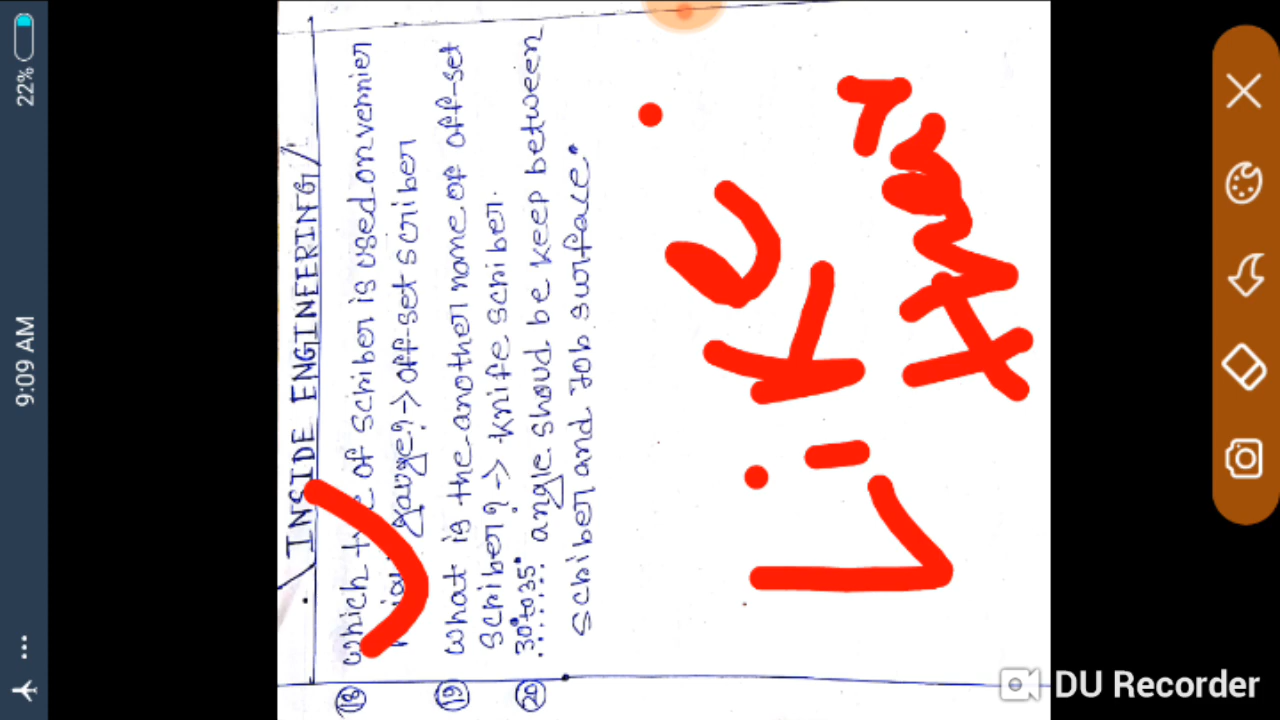 INSIDE ENGINEERING
18 which of scriber is used on vernier
gauge? → off-set scriber
19 what is the another name of off-set
scriber? → knife scriber.
20 30° to 35° angle should be keep between
scriber and Job surface.
Like
22%
9:09 AM
...
DU Recorder